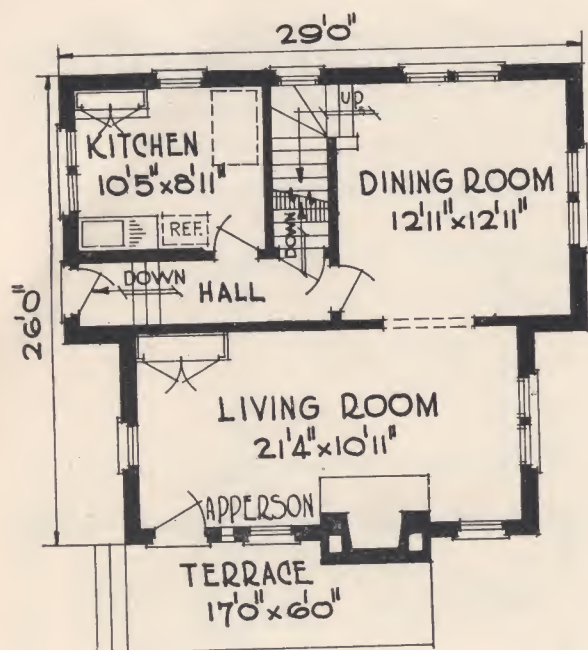 29'0"
UP
KITCHEN
10'5"x8'11"
DINING ROOM
12'11"x12'11"
REF.
DOWN
DOWN
HALL
26'0"
LIVING ROOM
21'4"x10'11"
APPERSON
TERRACE
17'0"x6'0"